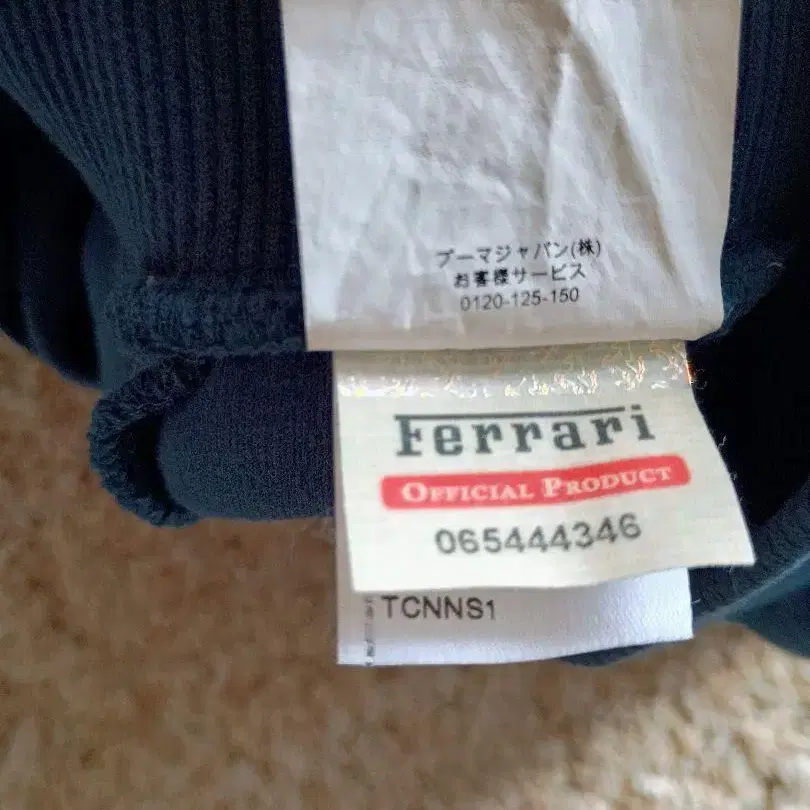 プーマジャパン(株)
お客様サービス
0120-125-150
Ferrari
OFFICIAL PRODUCT
065444346
TCNNS1